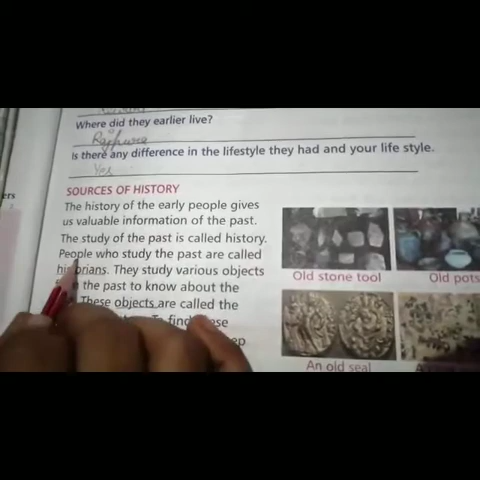 Where did they earlier live?
Is there any difference in the lifestyle they had and your life style.
Yes
SOURCES OF HISTORY
The history of the early people gives
us valuable information of the past.
The study of the past is called history.
People who study the past are called
historians. They study various objects
the past to know about the
These objects are called the
Old stone tool
Old pots
An old seal
ers